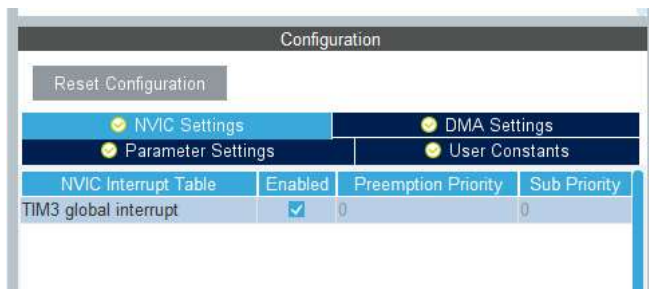 Configuration
Reset Configuration
NVIC Settings DMA Settings
Parameter Settings User Constants
NVIC Interrupt Table Enabled Preemption Priority Sub Priority
TIM3 global interrupt 0 0